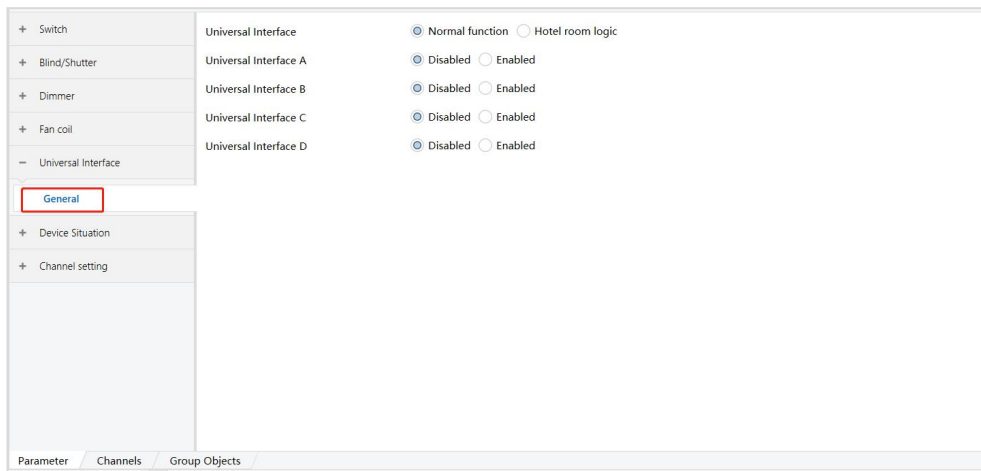 + Switch
+ Blind/Shutter
+ Dimmer
+ Fan coil
− Universal Interface
General
+ Device Situation
+ Channel setting
Universal Interface Normal function Hotel room logic
Universal Interface A Disabled Enabled
Universal Interface B Disabled Enabled
Universal Interface C Disabled Enabled
Universal Interface D Disabled Enabled
Parameter Channels Group Objects